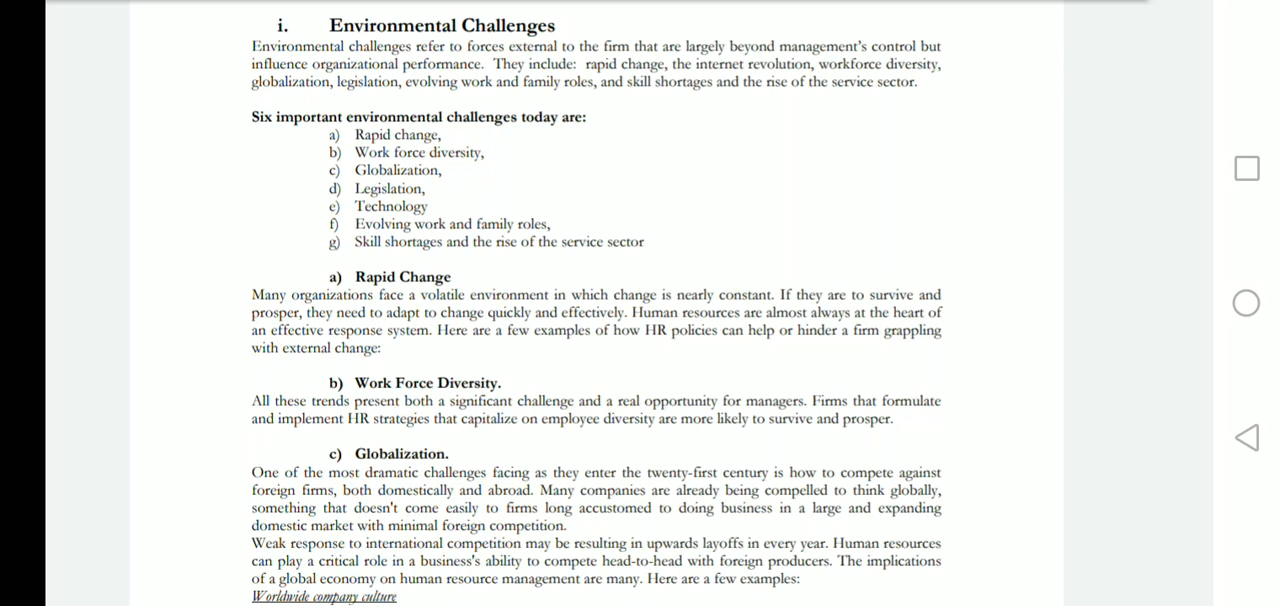 i. Environmental Challenges
Environmental challenges refer to forces external to the firm that are largely beyond management's control but
influence organizational performance. They include: rapid change, the internet revolution, workforce diversity,
globalization, legislation, evolving work and family roles, and skill shortages and the rise of the service sector.
Six important environmental challenges today are:
a) Rapid change,
b) Work force diversity,
c) Globalization,
d) Legislation,
e) Technology
f) Evolving work and family roles,
g) Skill shortages and the rise of the service sector
a) Rapid Change
Many organizations face a volatile environment in which change is nearly constant. If they are to survive and
prosper, they need to adapt to change quickly and effectively. Human resources are almost always at the heart of
an effective response system. Here are a few examples of how HR policies can help or hinder a firm grappling
with external change:
b) Work Force Diversity.
All these trends present both a significant challenge and a real opportunity for managers. Firms that formulate
and implement HR strategies that capitalize on employee diversity are more likely to survive and prosper.
c) Globalization.
One of the most dramatic challenges facing as they enter the twenty-first century is how to compete against
foreign firms, both domestically and abroad. Many companies are already being compelled to think globally,
something that doesn't come easily to firms long accustomed to doing business in a large and expanding
domestic market with minimal foreign competition.
Weak response to international competition may be resulting in upwards layoffs in every year. Human resources
can play a critical role in a business's ability to compete head-to-head with foreign producers. The implications
of a global economy on human resource management are many. Here are a few examples:
Worldwide company culture